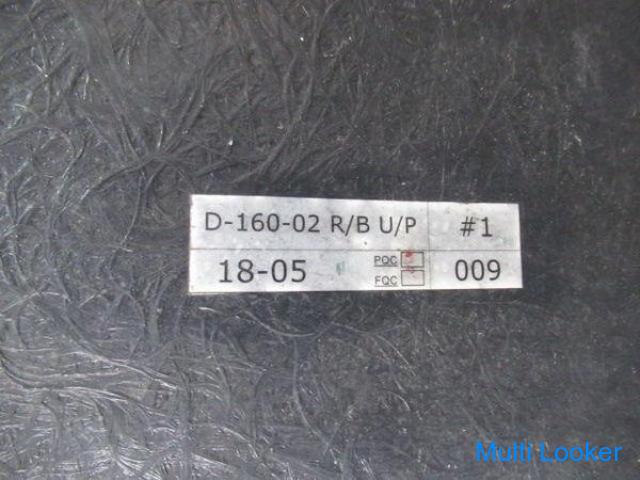 D-160-02 R/B U/P #1
18-05 PQC FQC 009
Multi Looker